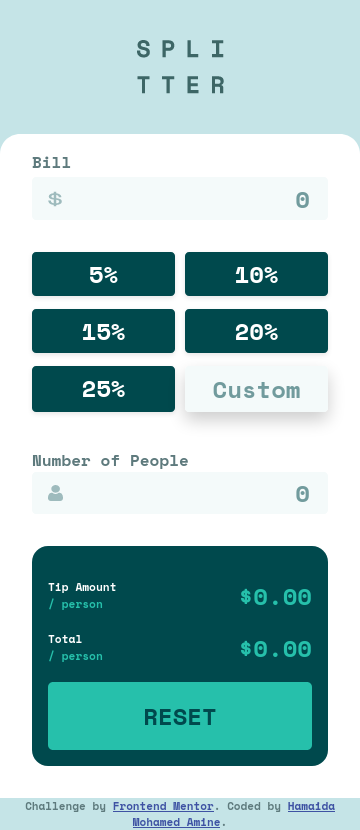 SPLI
TTER
Bill
$ 0
5% 10%
15% 20%
25% Custom
Number of People
0
Tip Amount
/ person
$0.00
Total
/ person
$0.00
RESET
Challenge by Frontend Mentor. Coded by Hamaida
Mohamed Amine.